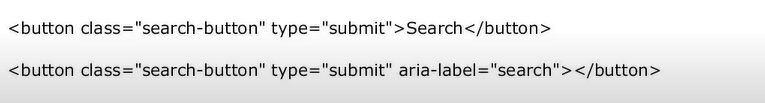 <button class="search-button" type="submit">Search</button>
<button class="search-button" type="submit" aria-label="search"></button>